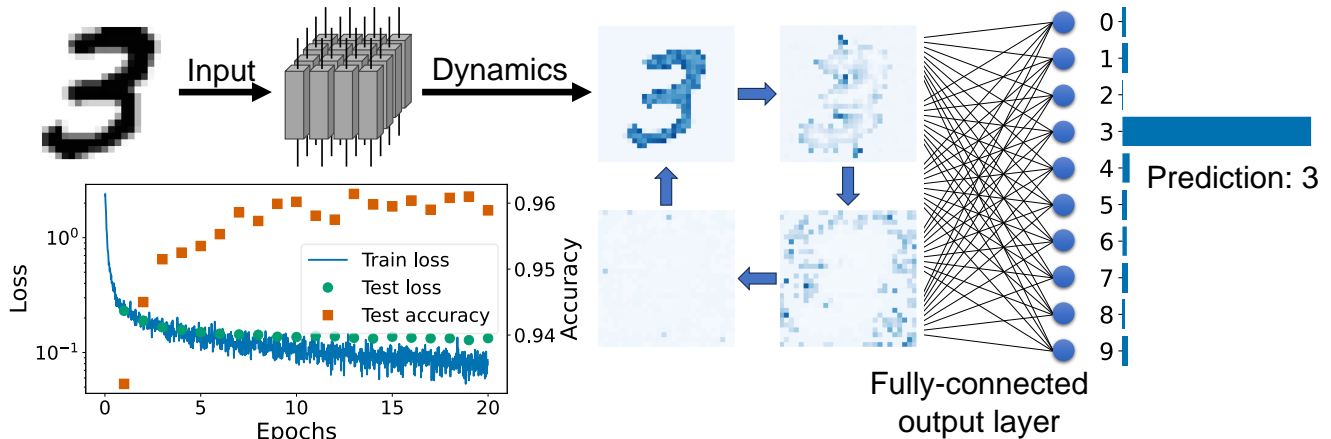 Input
Dynamics
0
1
2
3
4
5
6
7
8
9
Prediction: 3
Fully-connected
output layer
Loss
10⁰
10⁻¹
Train loss
Test loss
Test accuracy
0.96
0.95
0.94
Accuracy
0 5 10 15 20
Epochs